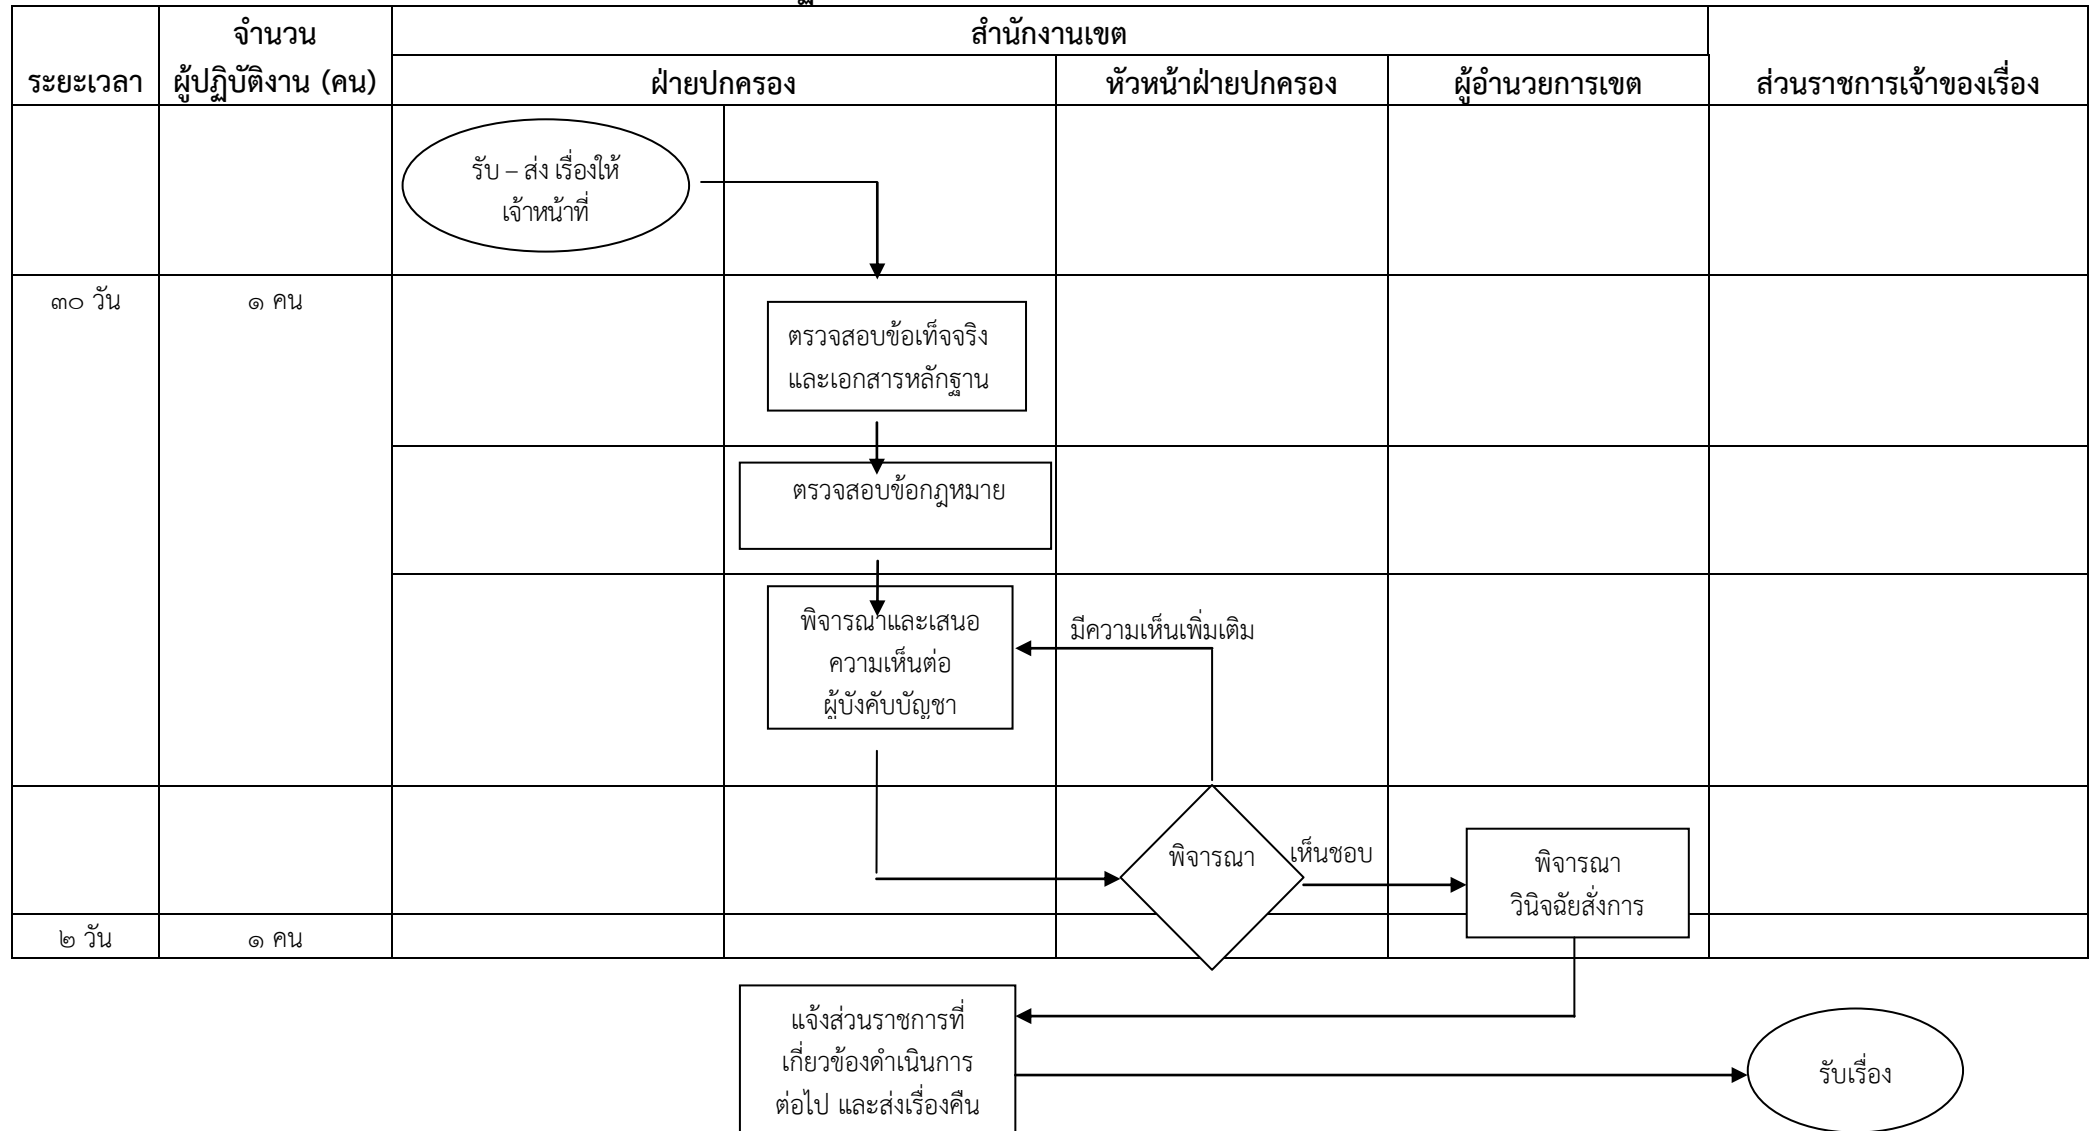 จำนวน
สำนักงานเขต
ระยะเวลา
ผู้ปฏิบัติงาน (คน)
ฝ่ายปกครอง
หัวหน้าฝ่ายปกครอง
ผู้อำนวยการเขต
ส่วนราชการเจ้าของเรื่อง
รับ – ส่ง เรื่องให้
เจ้าหน้าที่
๓๐ วัน
๑ คน
ตรวจสอบข้อเท็จจริง
และเอกสารหลักฐาน
ตรวจสอบข้อกฎหมาย
พิจารณาและเสนอ
ความเห็นต่อ
ผู้บังคับบัญชา
มีความเห็นเพิ่มเติม
พิจารณา
เห็นชอบ
พิจารณา
วินิจฉัยสั่งการ
๒ วัน
๑ คน
แจ้งส่วนราชการที่
เกี่ยวข้องดำเนินการ
ต่อไป และส่งเรื่องคืน
รับเรื่อง